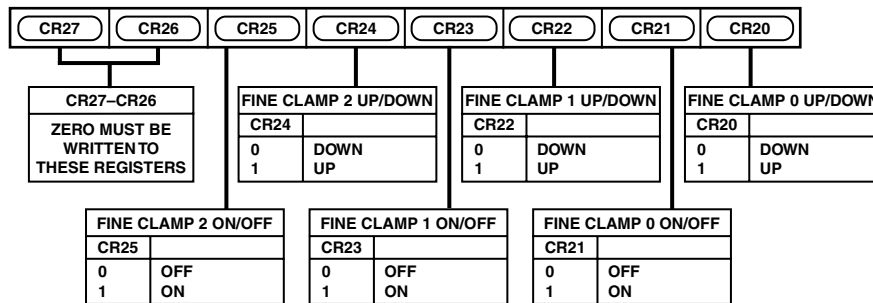 CR27 CR26 CR25 CR24 CR23 CR22 CR21 CR20
CR27–CR26
ZERO MUST BE
WRITTEN TO
THESE REGISTERS
FINE CLAMP 2 UP/DOWN
CR24
0 DOWN
1 UP
FINE CLAMP 1 UP/DOWN
CR22
0 DOWN
1 UP
FINE CLAMP 0 UP/DOWN
CR20
0 DOWN
1 UP
FINE CLAMP 2 ON/OFF
CR25
0 OFF
1 ON
FINE CLAMP 1 ON/OFF
CR23
0 OFF
1 ON
FINE CLAMP 0 ON/OFF
CR21
0 OFF
1 ON